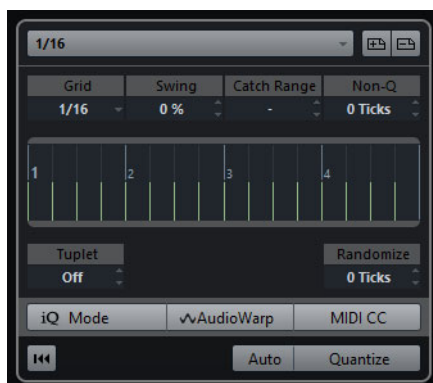 1/16
Grid Swing Catch Range Non-Q
1/16 0 % - 0 Ticks
1 2 3 4
Tuplet Randomize
Off 0 Ticks
iQ Mode AudioWarp MIDI CC
Auto Quantize